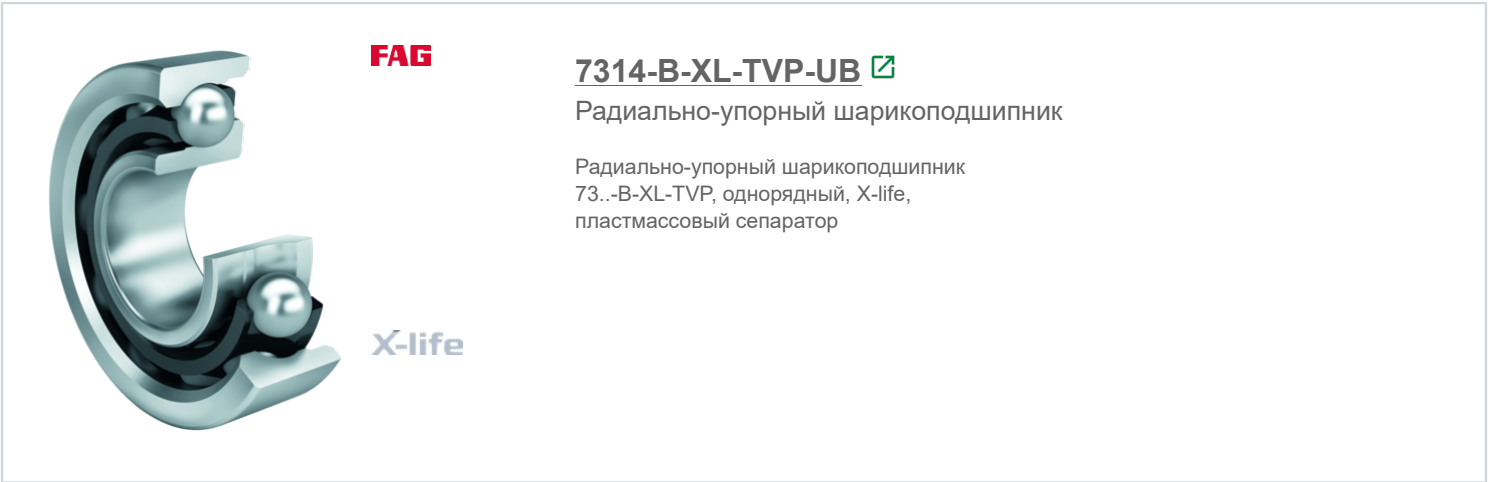 FAG
7314-B-XL-TVP-UB
Радиально-упорный шарикоподшипник
Радиально-упорный шарикоподшипник
73..-B-XL-TVP, однорядный, X-life,
пластмассовый сепаратор
X-life